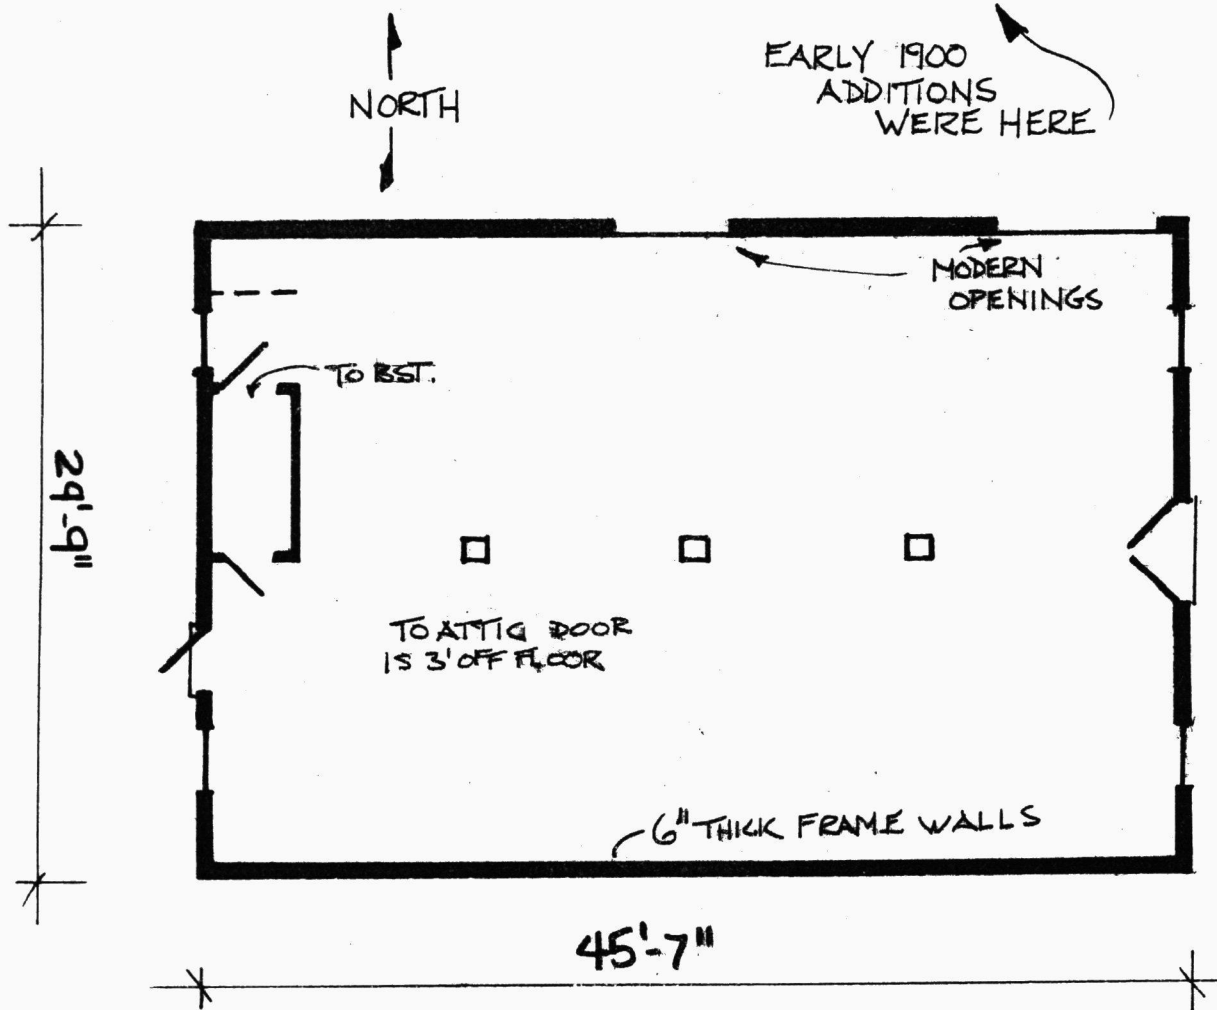 EARLY 1900
ADDITIONS
WERE HERE
NORTH
MODERN
OPENINGS
TO BST.
29'-9"
TO ATTIC DOOR
IS 3' OFF FLOOR
6" THICK FRAME WALLS
45'-7"